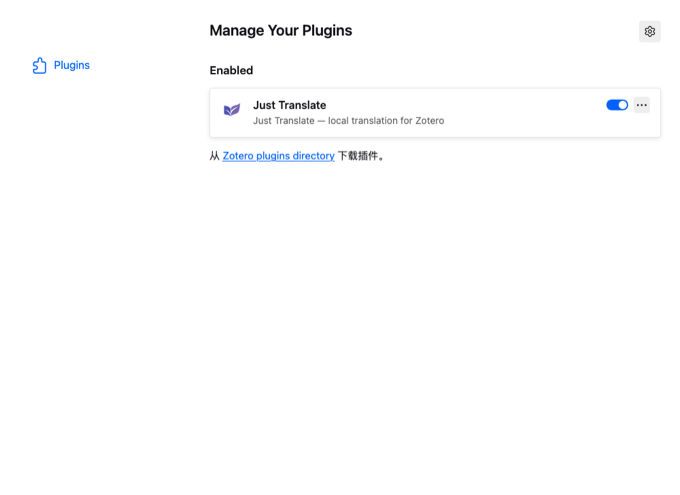 Manage Your Plugins
Plugins
Enabled
Just Translate
Just Translate — local translation for Zotero
从 Zotero plugins directory 下载插件。